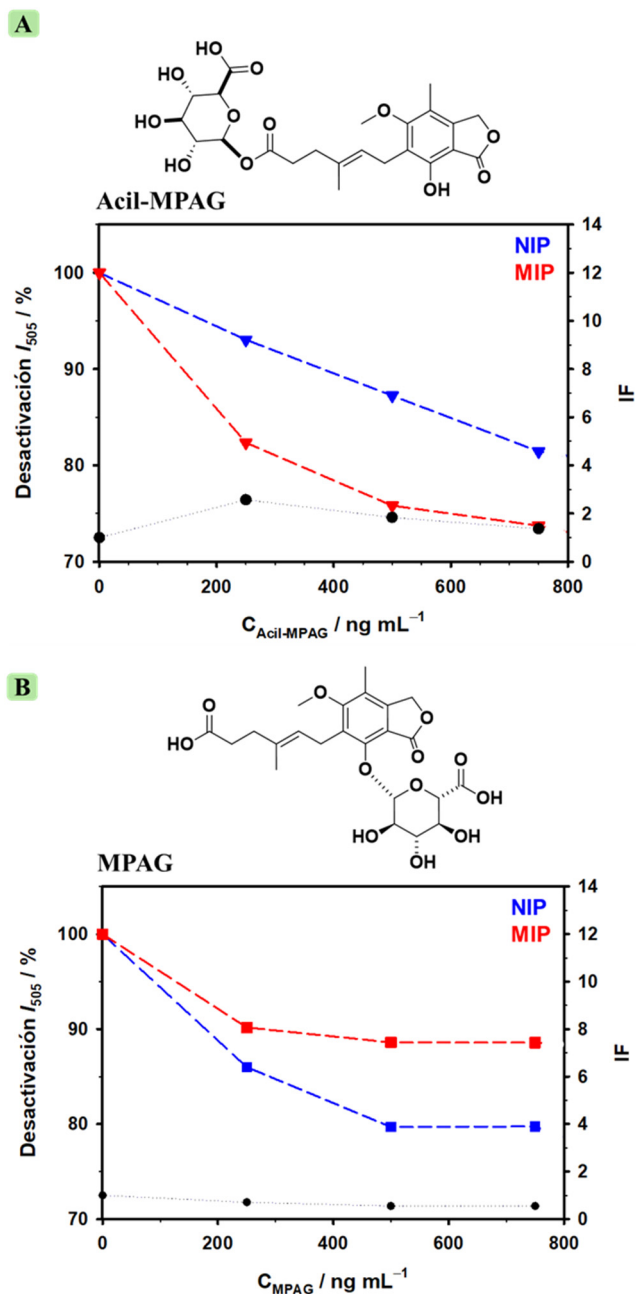 A
HO
O
HO
HO
HO
O
O
O
O
O
OH
O
Acil-MPAG
NIP
MIP
Desactivación I₅₀₅ / %
100
90
80
70
14
12
10
8
6
4
2
0
IF
0 200 400 600 800
C_Acil-MPAG / ng mL⁻¹
B
O
HO
O
O
O
O
O
O
OH
HO
OH
OH
MPAG
NIP
MIP
Desactivación I₅₀₅ / %
100
90
80
70
14
12
10
8
6
4
2
0
IF
0 200 400 600 800
C_MPAG / ng mL⁻¹